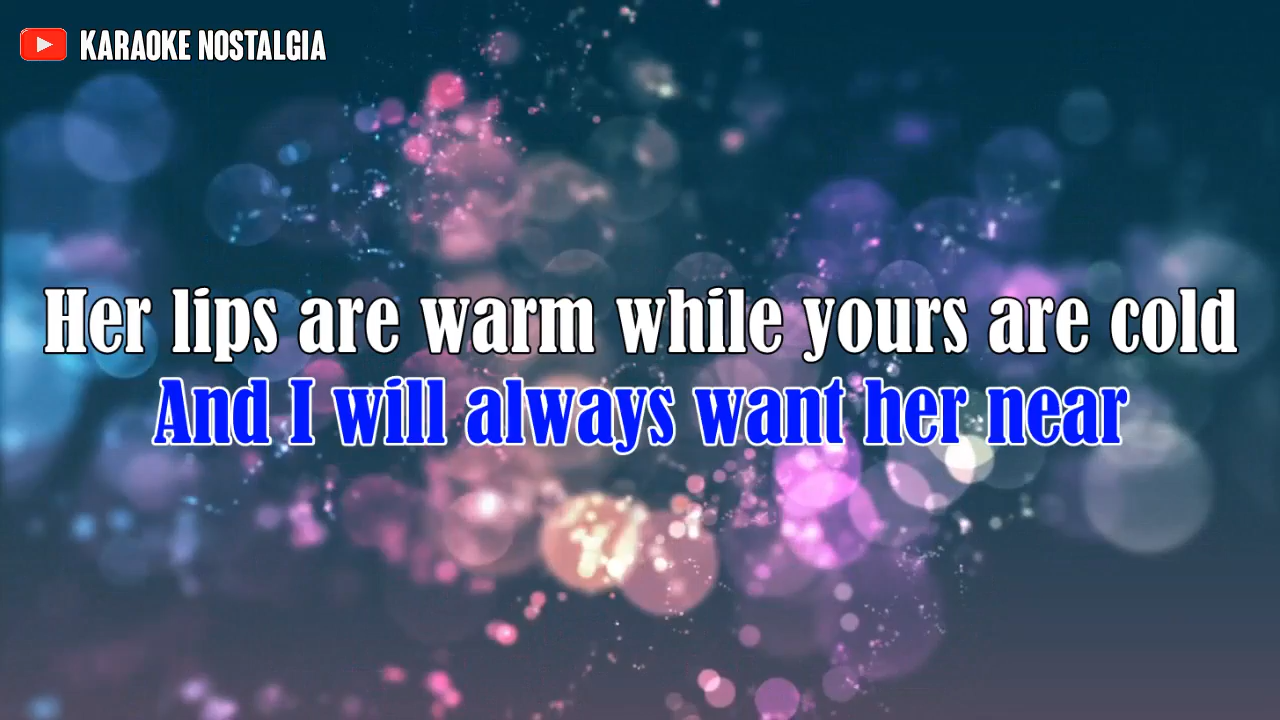 KARAOKE NOSTALGIA
Her lips are warm while yours are cold
And I will always want her near